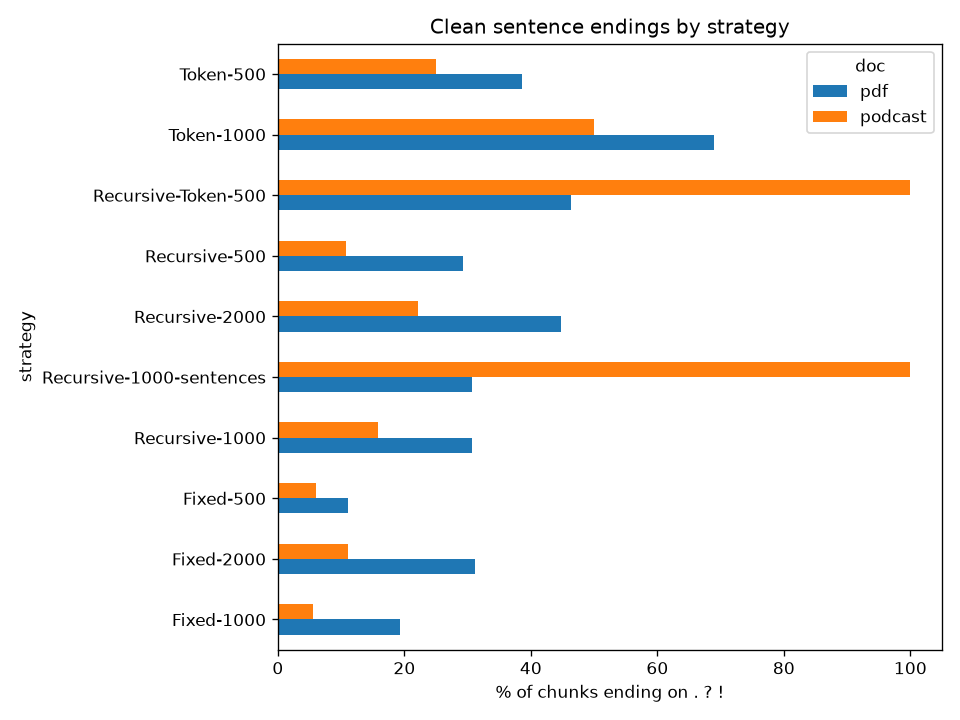 Clean sentence endings by strategy
doc
pdf
podcast
Token-500
Token-1000
Recursive-Token-500
Recursive-500
Recursive-2000
Recursive-1000-sentences
Recursive-1000
Fixed-500
Fixed-2000
Fixed-1000
strategy
0 20 40 60 80 100
% of chunks ending on . ? !